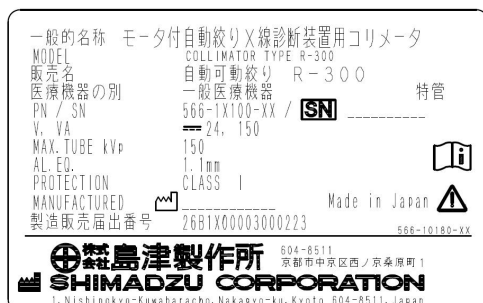 一般的名称 モータ付自動絞りX線診断装置用コリメータ
MODEL COLLIMATOR TYPE R-300
販売名 自動可動絞り R-300
医療機器の別 一般医療機器 特管
PN / SN 566-1X100-XX / SN __________
V, VA 24, 150
MAX.TUBE kVp 150
AL.EQ. 1.1mm
PROTECTION CLASS I
MANUFACTURED ____________ Made in Japan
製造販売届出番号 26B1X00003000223
566-10180-XX
株式会社島津製作所 604-8511
京都市中京区西ノ京桑原町1
SHIMADZU CORPORATION
1, Nishinokyo-Kuwabaracho, Nakagyo-ku, Kyoto 604-8511, Japan